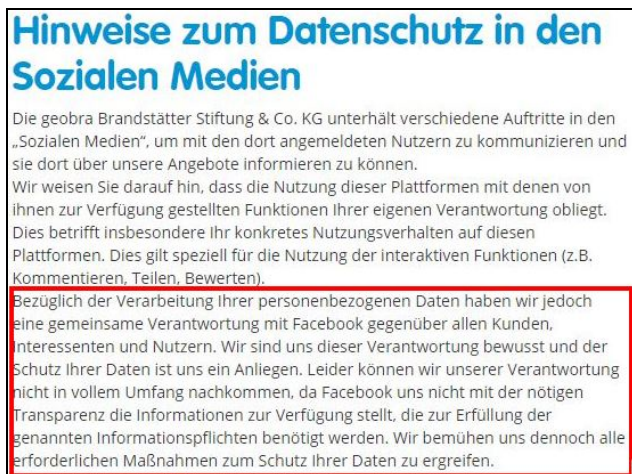 Hinweise zum Datenschutz in den
Sozialen Medien
Die geobra Brandstätter Stiftung & Co. KG unterhält verschiedene Auftritte in den
„Sozialen Medien“, um mit den dort angemeldeten Nutzern zu kommunizieren und
sie dort über unsere Angebote informieren zu können.
Wir weisen Sie darauf hin, dass die Nutzung dieser Plattformen mit denen von
ihnen zur Verfügung gestellten Funktionen Ihrer eigenen Verantwortung obliegt.
Dies betrifft insbesondere Ihr konkretes Nutzungsverhalten auf diesen
Plattformen. Dies gilt speziell für die Nutzung der interaktiven Funktionen (z.B.
Kommentieren, Teilen, Bewerten).
Bezüglich der Verarbeitung Ihrer personenbezogenen Daten haben wir jedoch
eine gemeinsame Verantwortung mit Facebook gegenüber allen Kunden,
Interessenten und Nutzern. Wir sind uns dieser Verantwortung bewusst und der
Schutz Ihrer Daten ist uns ein Anliegen. Leider können wir unserer Verantwortung
nicht in vollem Umfang nachkommen, da Facebook uns nicht mit der nötigen
Transparenz die Informationen zur Verfügung stellt, die zur Erfüllung der
genannten Informationspflichten benötigt werden. Wir bemühen uns dennoch alle
erforderlichen Maßnahmen zum Schutz Ihrer Daten zu ergreifen.